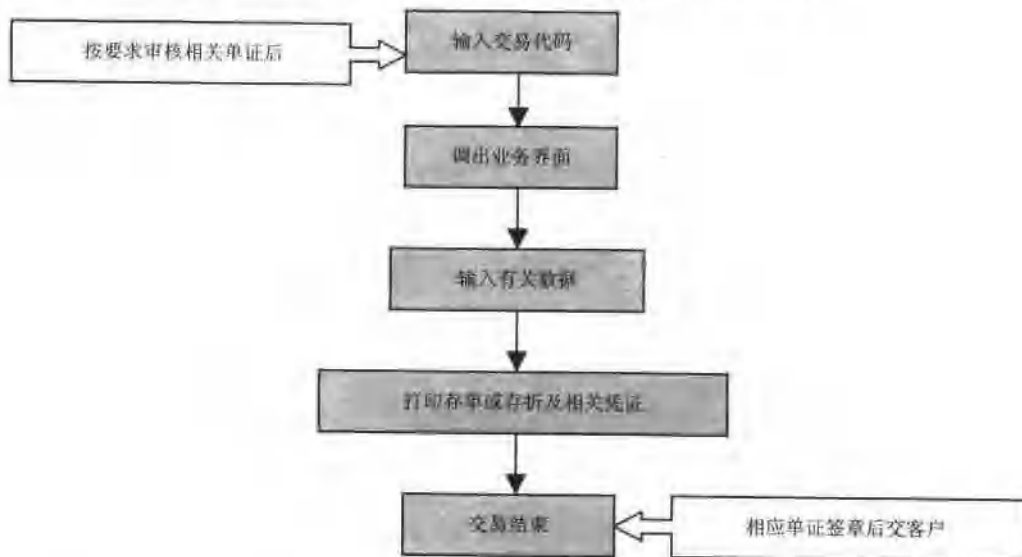 按要求审核相关单证后
输入交易代码
调出业务界面
输入有关数据
打印存单或存折及相关凭证
交易结束
相应单证签章后交客户